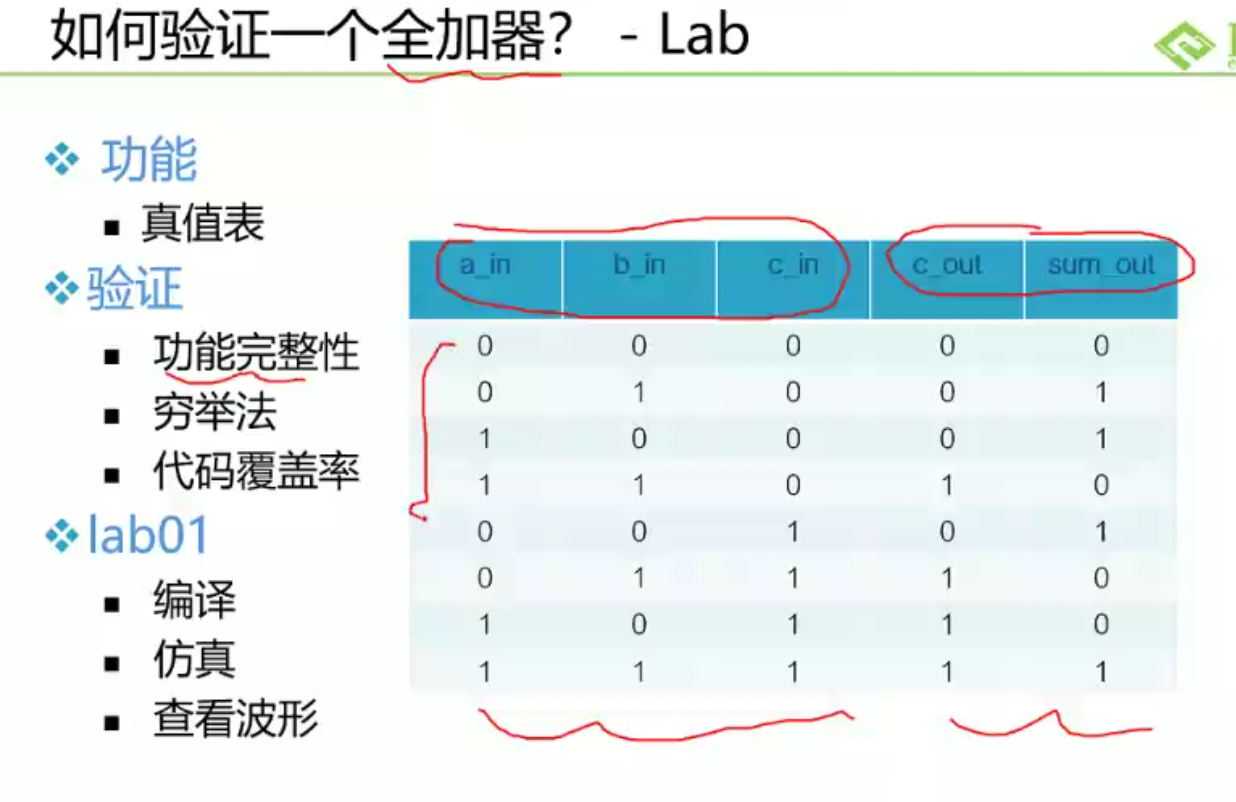 如何验证一个全加器? - Lab
功能
真值表
验证
功能完整性
穷举法
代码覆盖率
lab01
编译
仿真
查看波形
a_in b_in c_in c_out sum_out
0 0 0 0 0
0 1 0 0 1
1 0 0 0 1
1 1 0 1 0
0 0 1 0 1
0 1 1 1 0
1 0 1 1 0
1 1 1 1 1